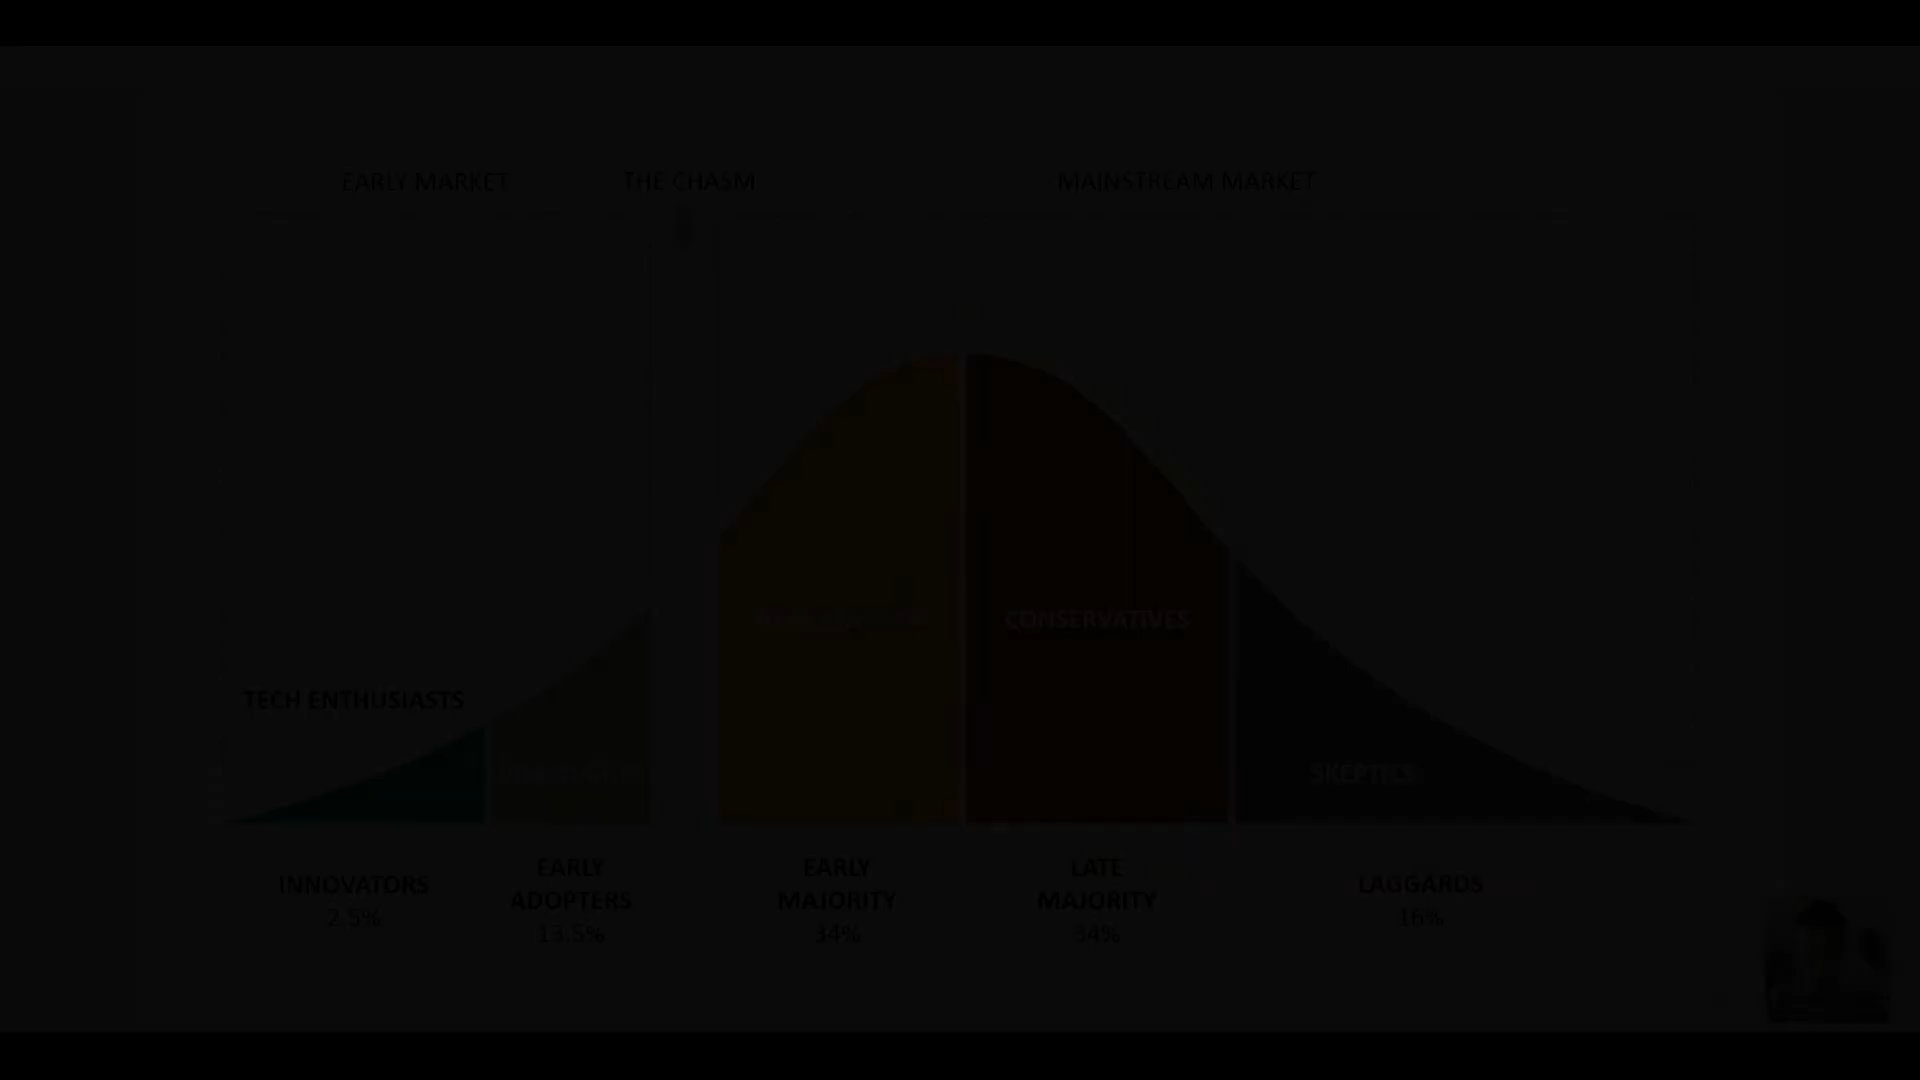 EARLY MARKET
THE CHASM
MAINSTREAM MARKET
CONSERVATIVES
TECH ENTHUSIASTS
SKEPTICS
INNOVATORS
2.5%
EARLY
ADOPTERS
13.5%
EARLY
MAJORITY
34%
LATE
MAJORITY
34%
LAGGARDS
16%